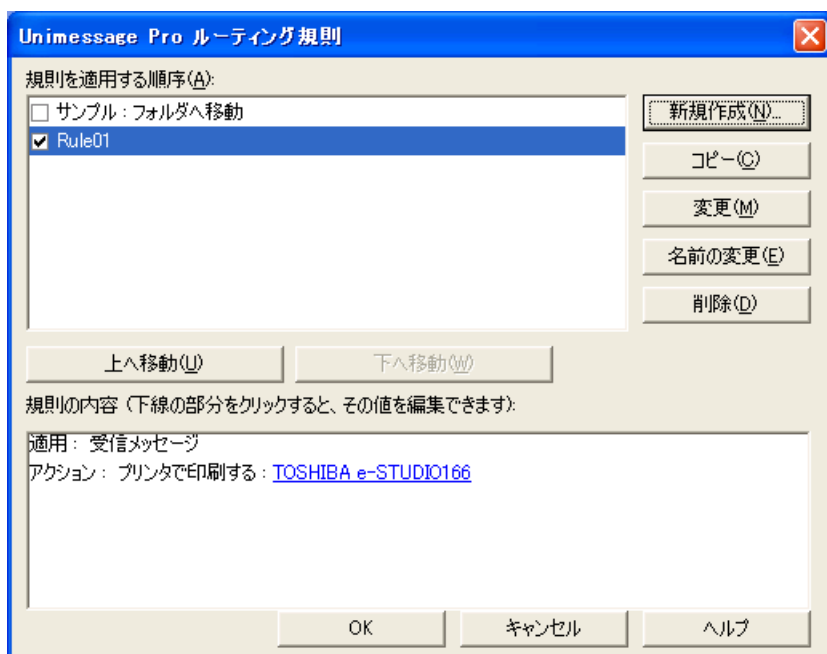 Unimessage Pro ルーティング規則
規則を適用する順序(A):
サンプル：フォルダへ移動
Rule01
新規作成(N)...
コピー(C)
変更(M)
名前の変更(E)
削除(D)
上へ移動(U)
下へ移動(W)
規則の内容（下線の部分をクリックすると、その値を編集できます):
適用： 受信メッセージ
アクション： プリンタで印刷する：TOSHIBA e-STUDIO166
OK
キャンセル
ヘルプ